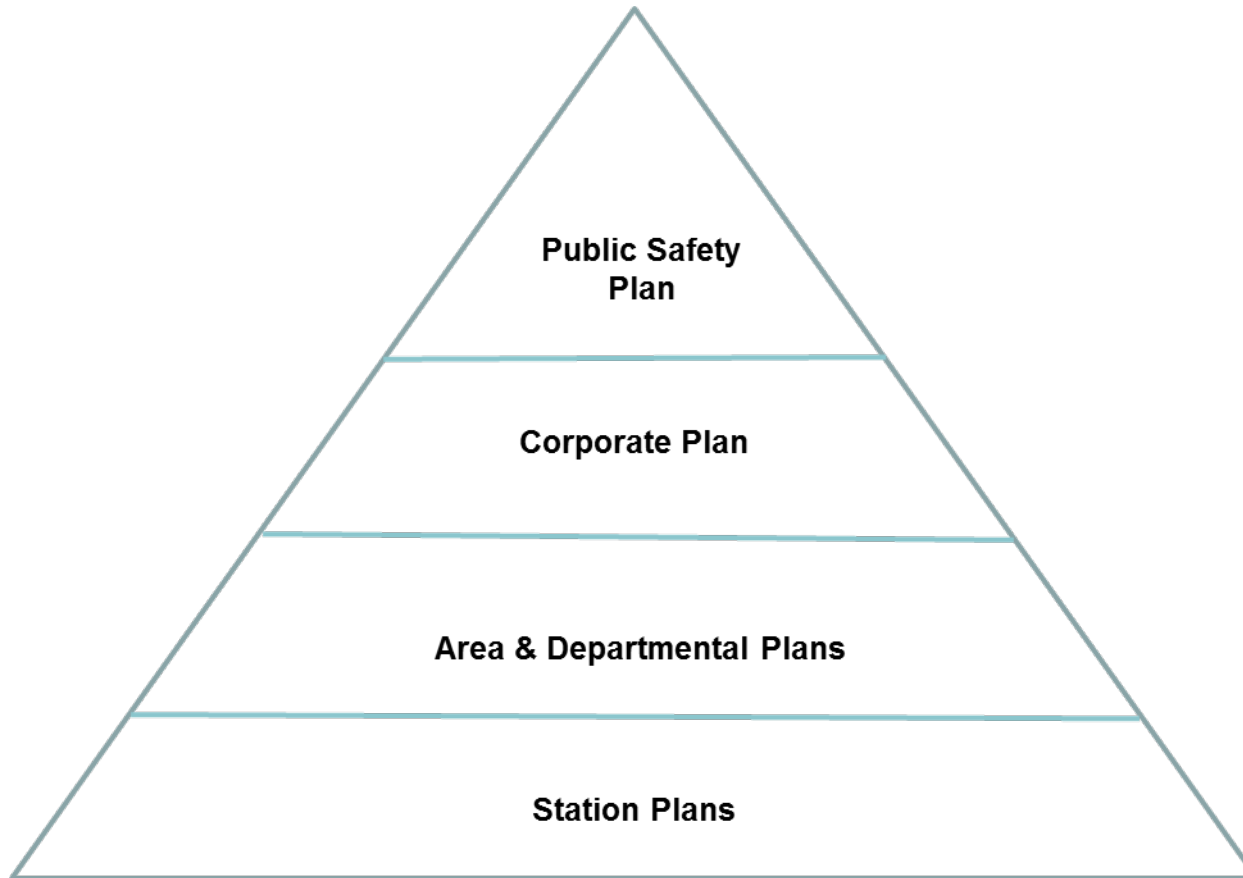 Public Safety
Plan
Corporate Plan
Area & Departmental Plans
Station Plans